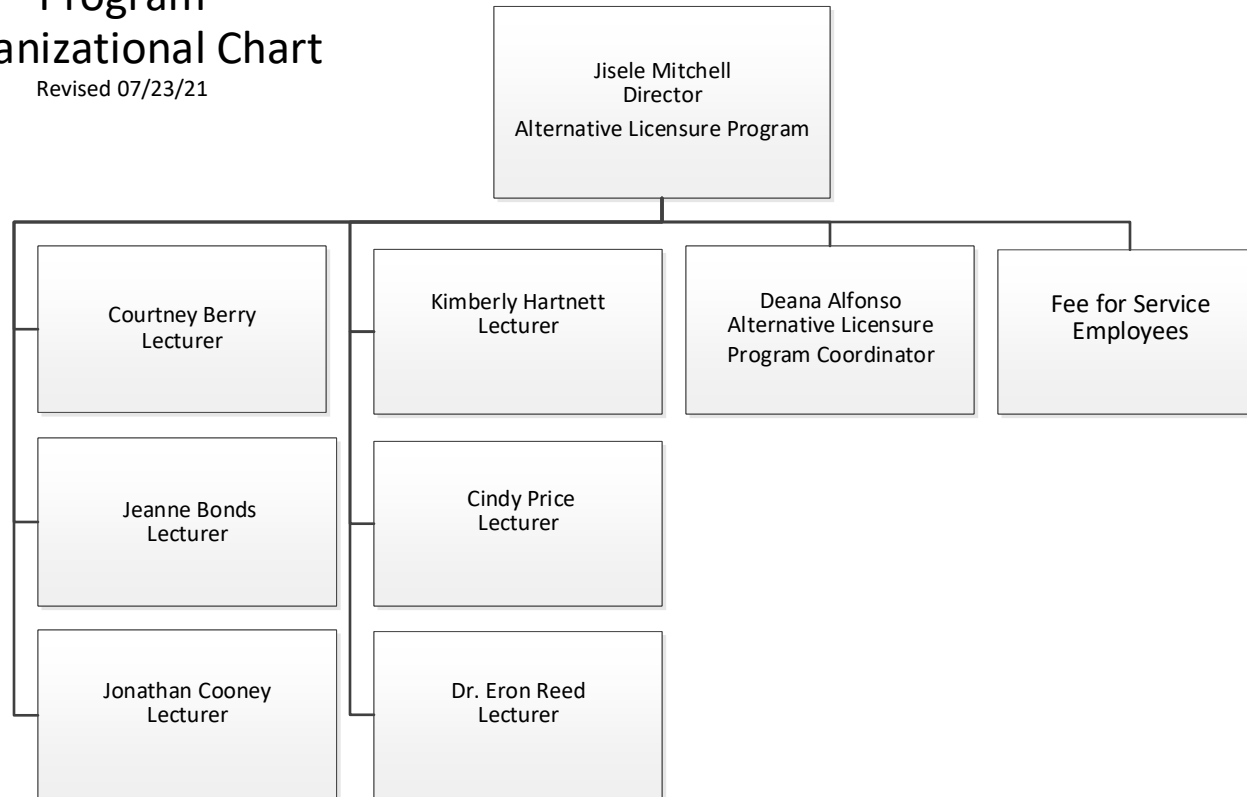 Program
anizational Chart
Revised 07/23/21
Jisele Mitchell
Director
Alternative Licensure Program
Courtney Berry
Lecturer
Kimberly Hartnett
Lecturer
Deana Alfonso
Alternative Licensure
Program Coordinator
Fee for Service
Employees
Jeanne Bonds
Lecturer
Cindy Price
Lecturer
Jonathan Cooney
Lecturer
Dr. Eron Reed
Lecturer